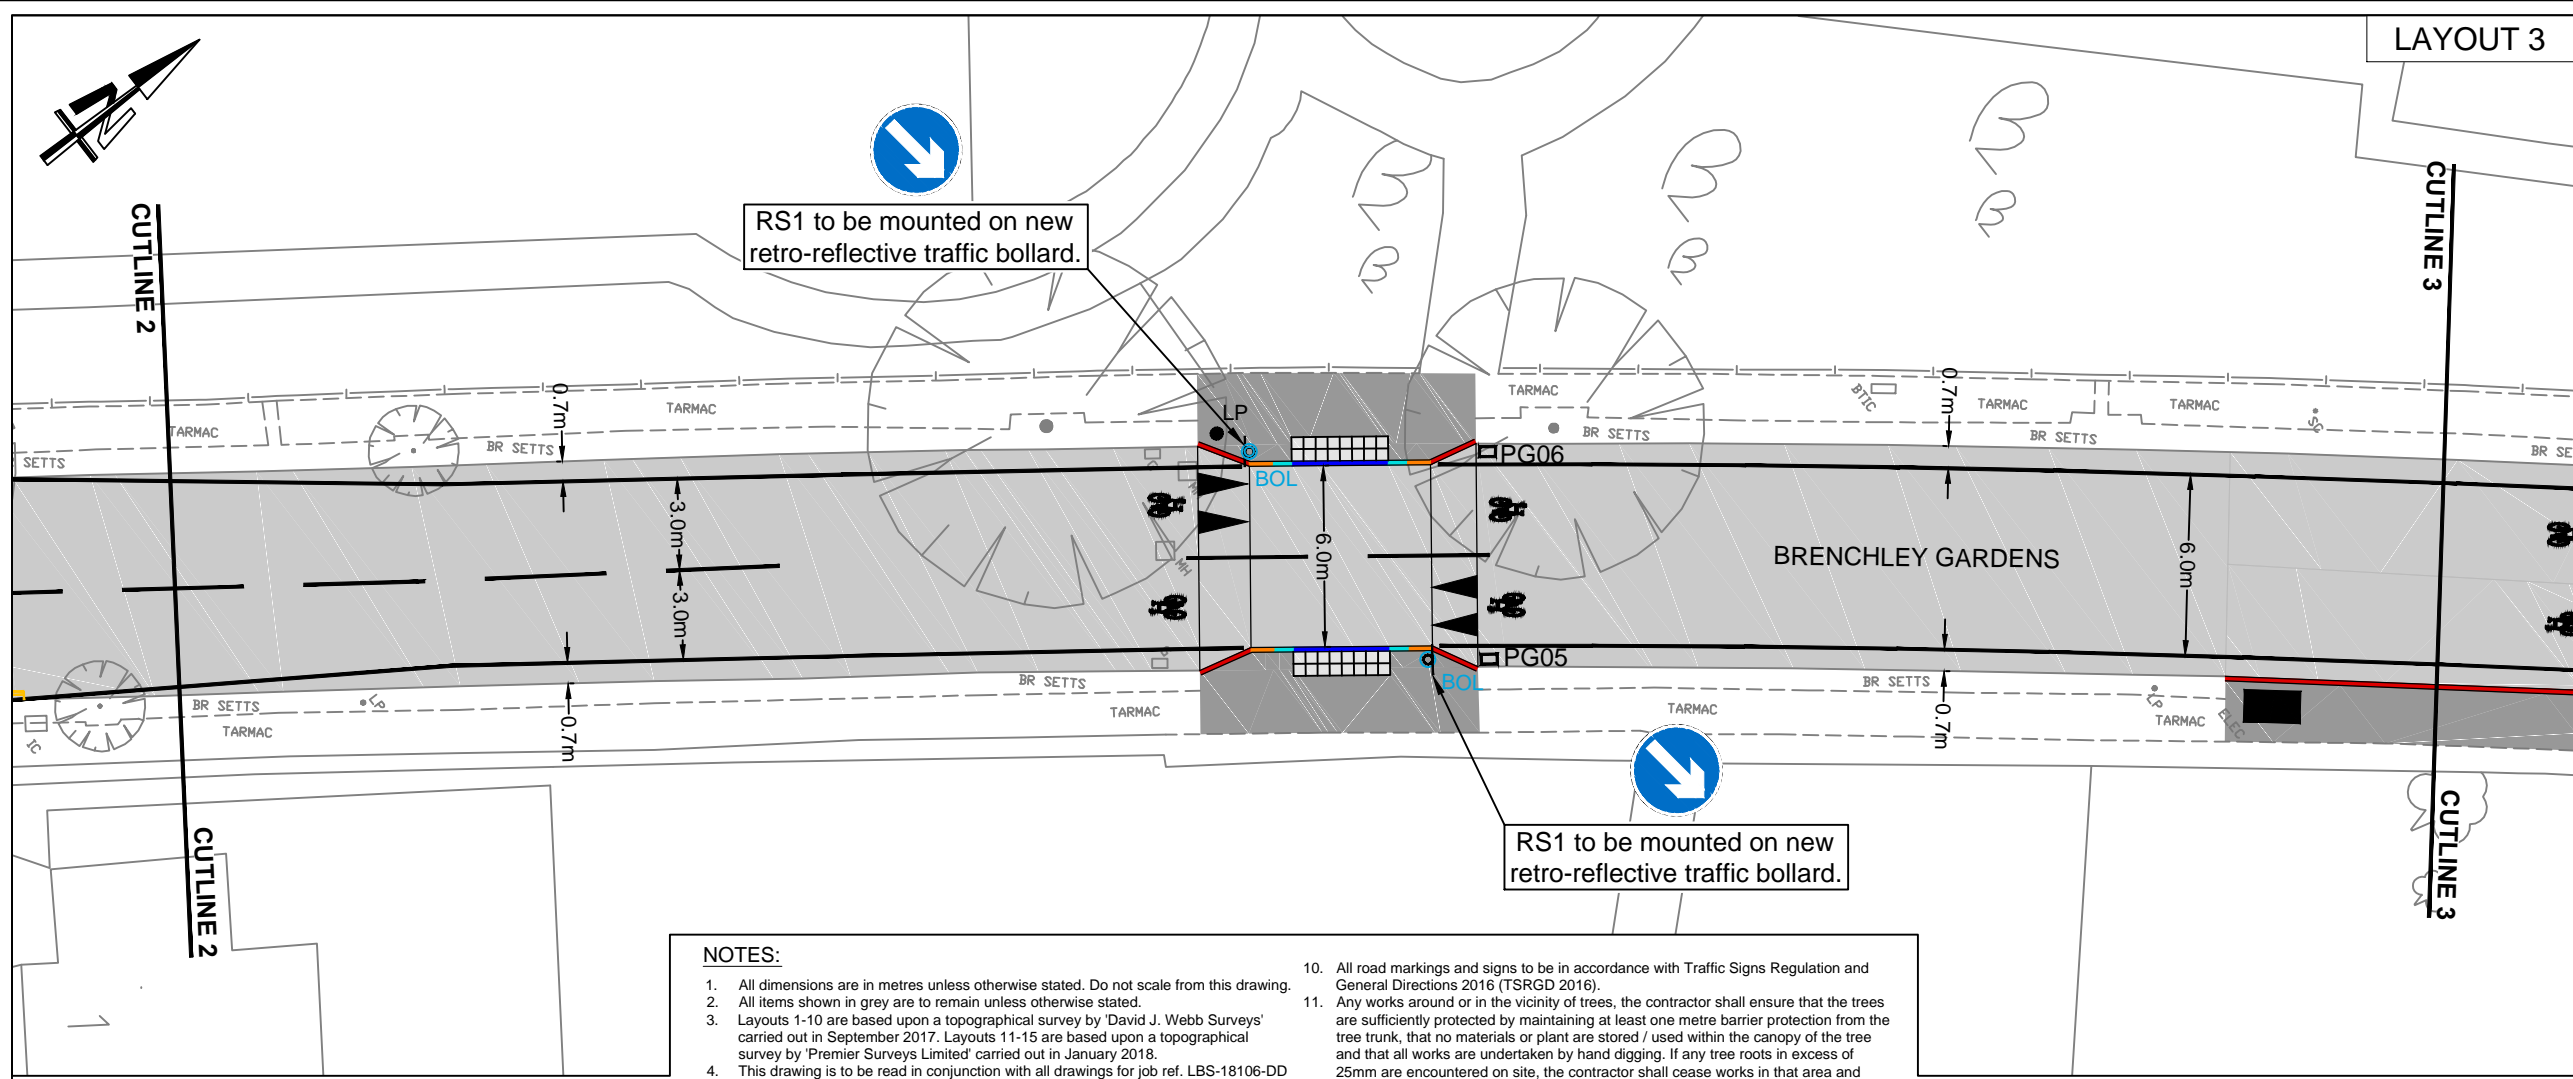 LAYOUT 3
N
CUTLINE 2
CUTLINE 3
RS1 to be mounted on new
retro-reflective traffic bollard.
0.7m
TARMAC
TARMAC
BR SETTS
SETTS
LP
BOL
TARMAC
BR SETTS
PG06
BTIC
0.7m
TARMAC
TARMAC
SC
BR SETTS
BR SE
MH
3.0m
3.0m
MH
6.0m
BRENCHLEY GARDENS
6.0m
PG05
BOL
BR SETTS
TARMAC
LP
IC
0.7m
BR SETTS
TARMAC
TARMAC
BR SETTS
0.7m
LP
TARMAC
ELEC
RS1 to be mounted on new
retro-reflective traffic bollard.
CUTLINE 2
CUTLINE 3
1
NOTES:
1. All dimensions are in metres unless otherwise stated. Do not scale from this drawing.
2. All items shown in grey are to remain unless otherwise stated.
3. Layouts 1-10 are based upon a topographical survey by 'David J. Webb Surveys'
carried out in September 2017. Layouts 11-15 are based upon a topographical
survey by 'Premier Surveys Limited' carried out in January 2018.
4. This drawing is to be read in conjunction with all drawings for job ref. LBS-18106-DD
10. All road markings and signs to be in accordance with Traffic Signs Regulation and
General Directions 2016 (TSRGD 2016).
11. Any works around or in the vicinity of trees, the contractor shall ensure that the trees
are sufficiently protected by maintaining at least one metre barrier protection from the
tree trunk, that no materials or plant are stored / used within the canopy of the tree
and that all works are undertaken by hand digging. If any tree roots in excess of
25mm are encountered on site, the contractor shall cease works in that area and